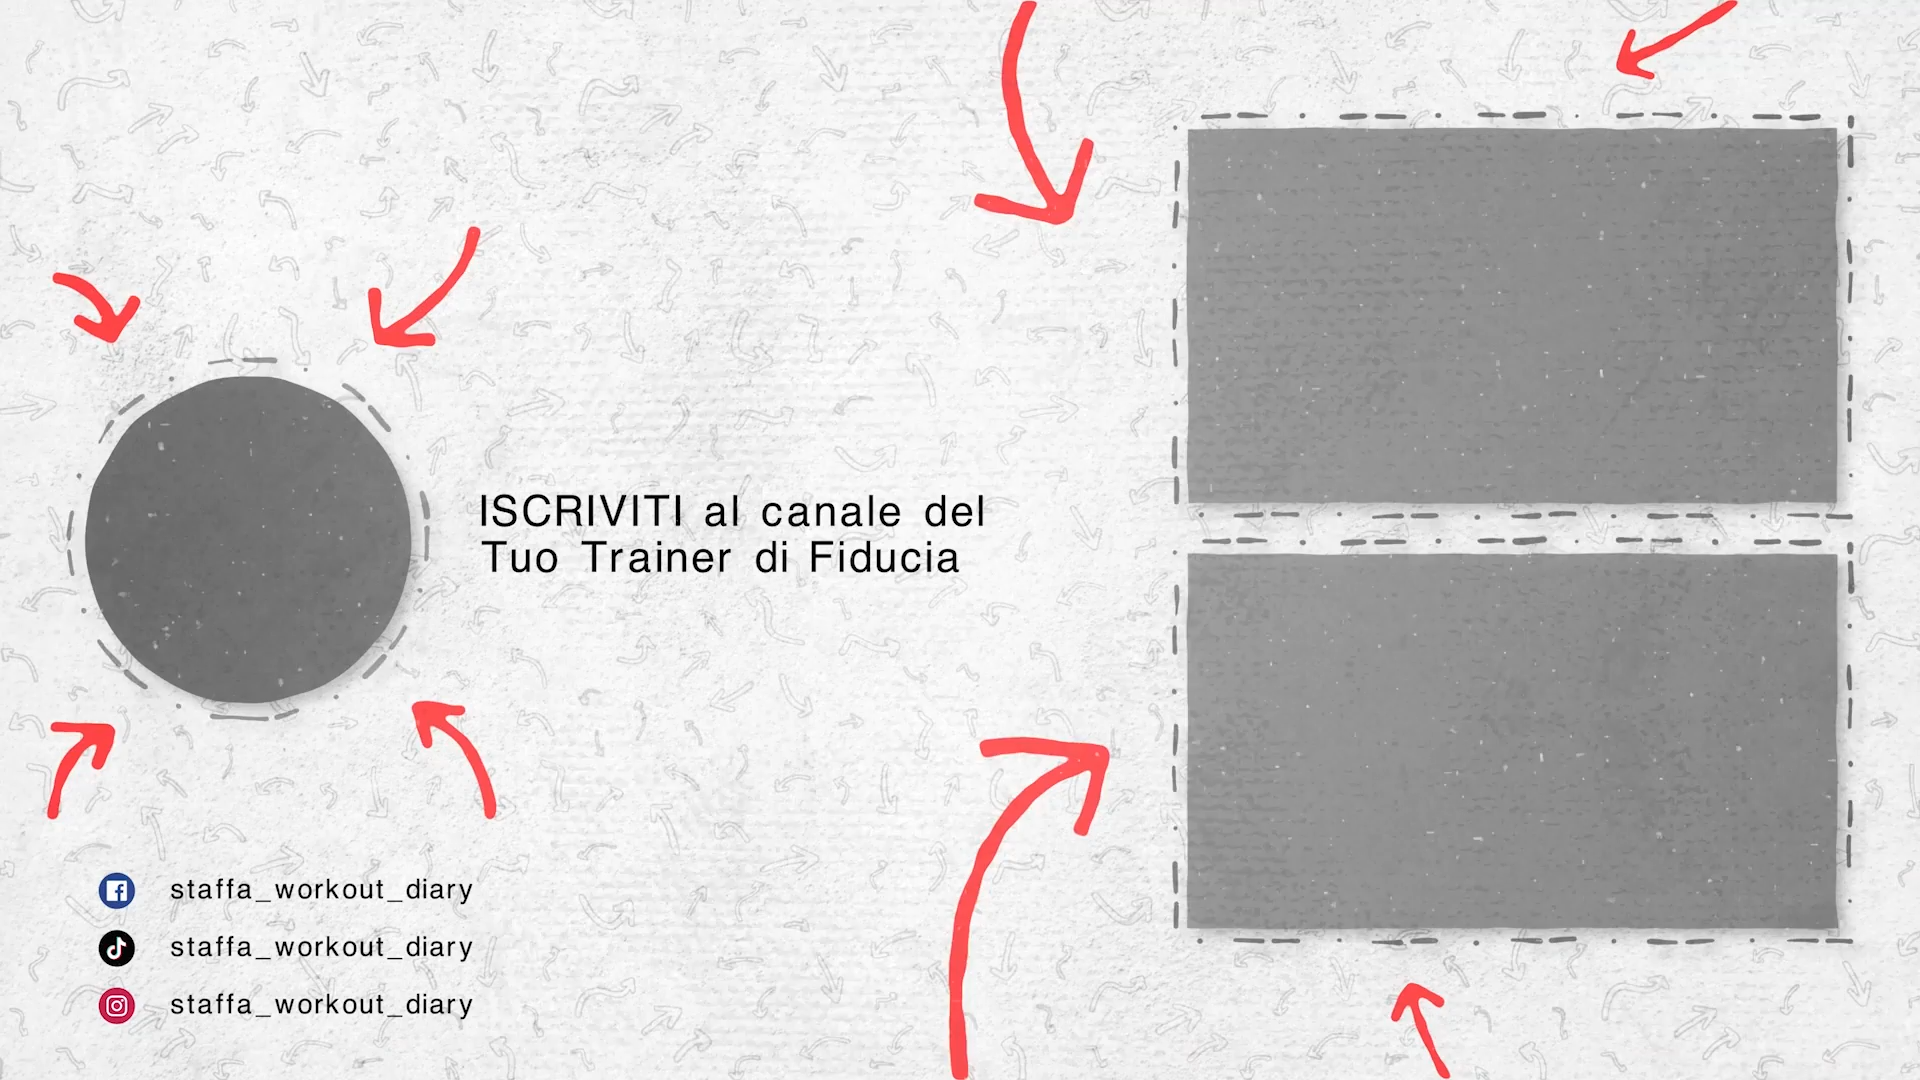 ISCRIVITI al canale del
Tuo Trainer di Fiducia
staffa_workout_diary
staffa_workout_diary
staffa_workout_diary